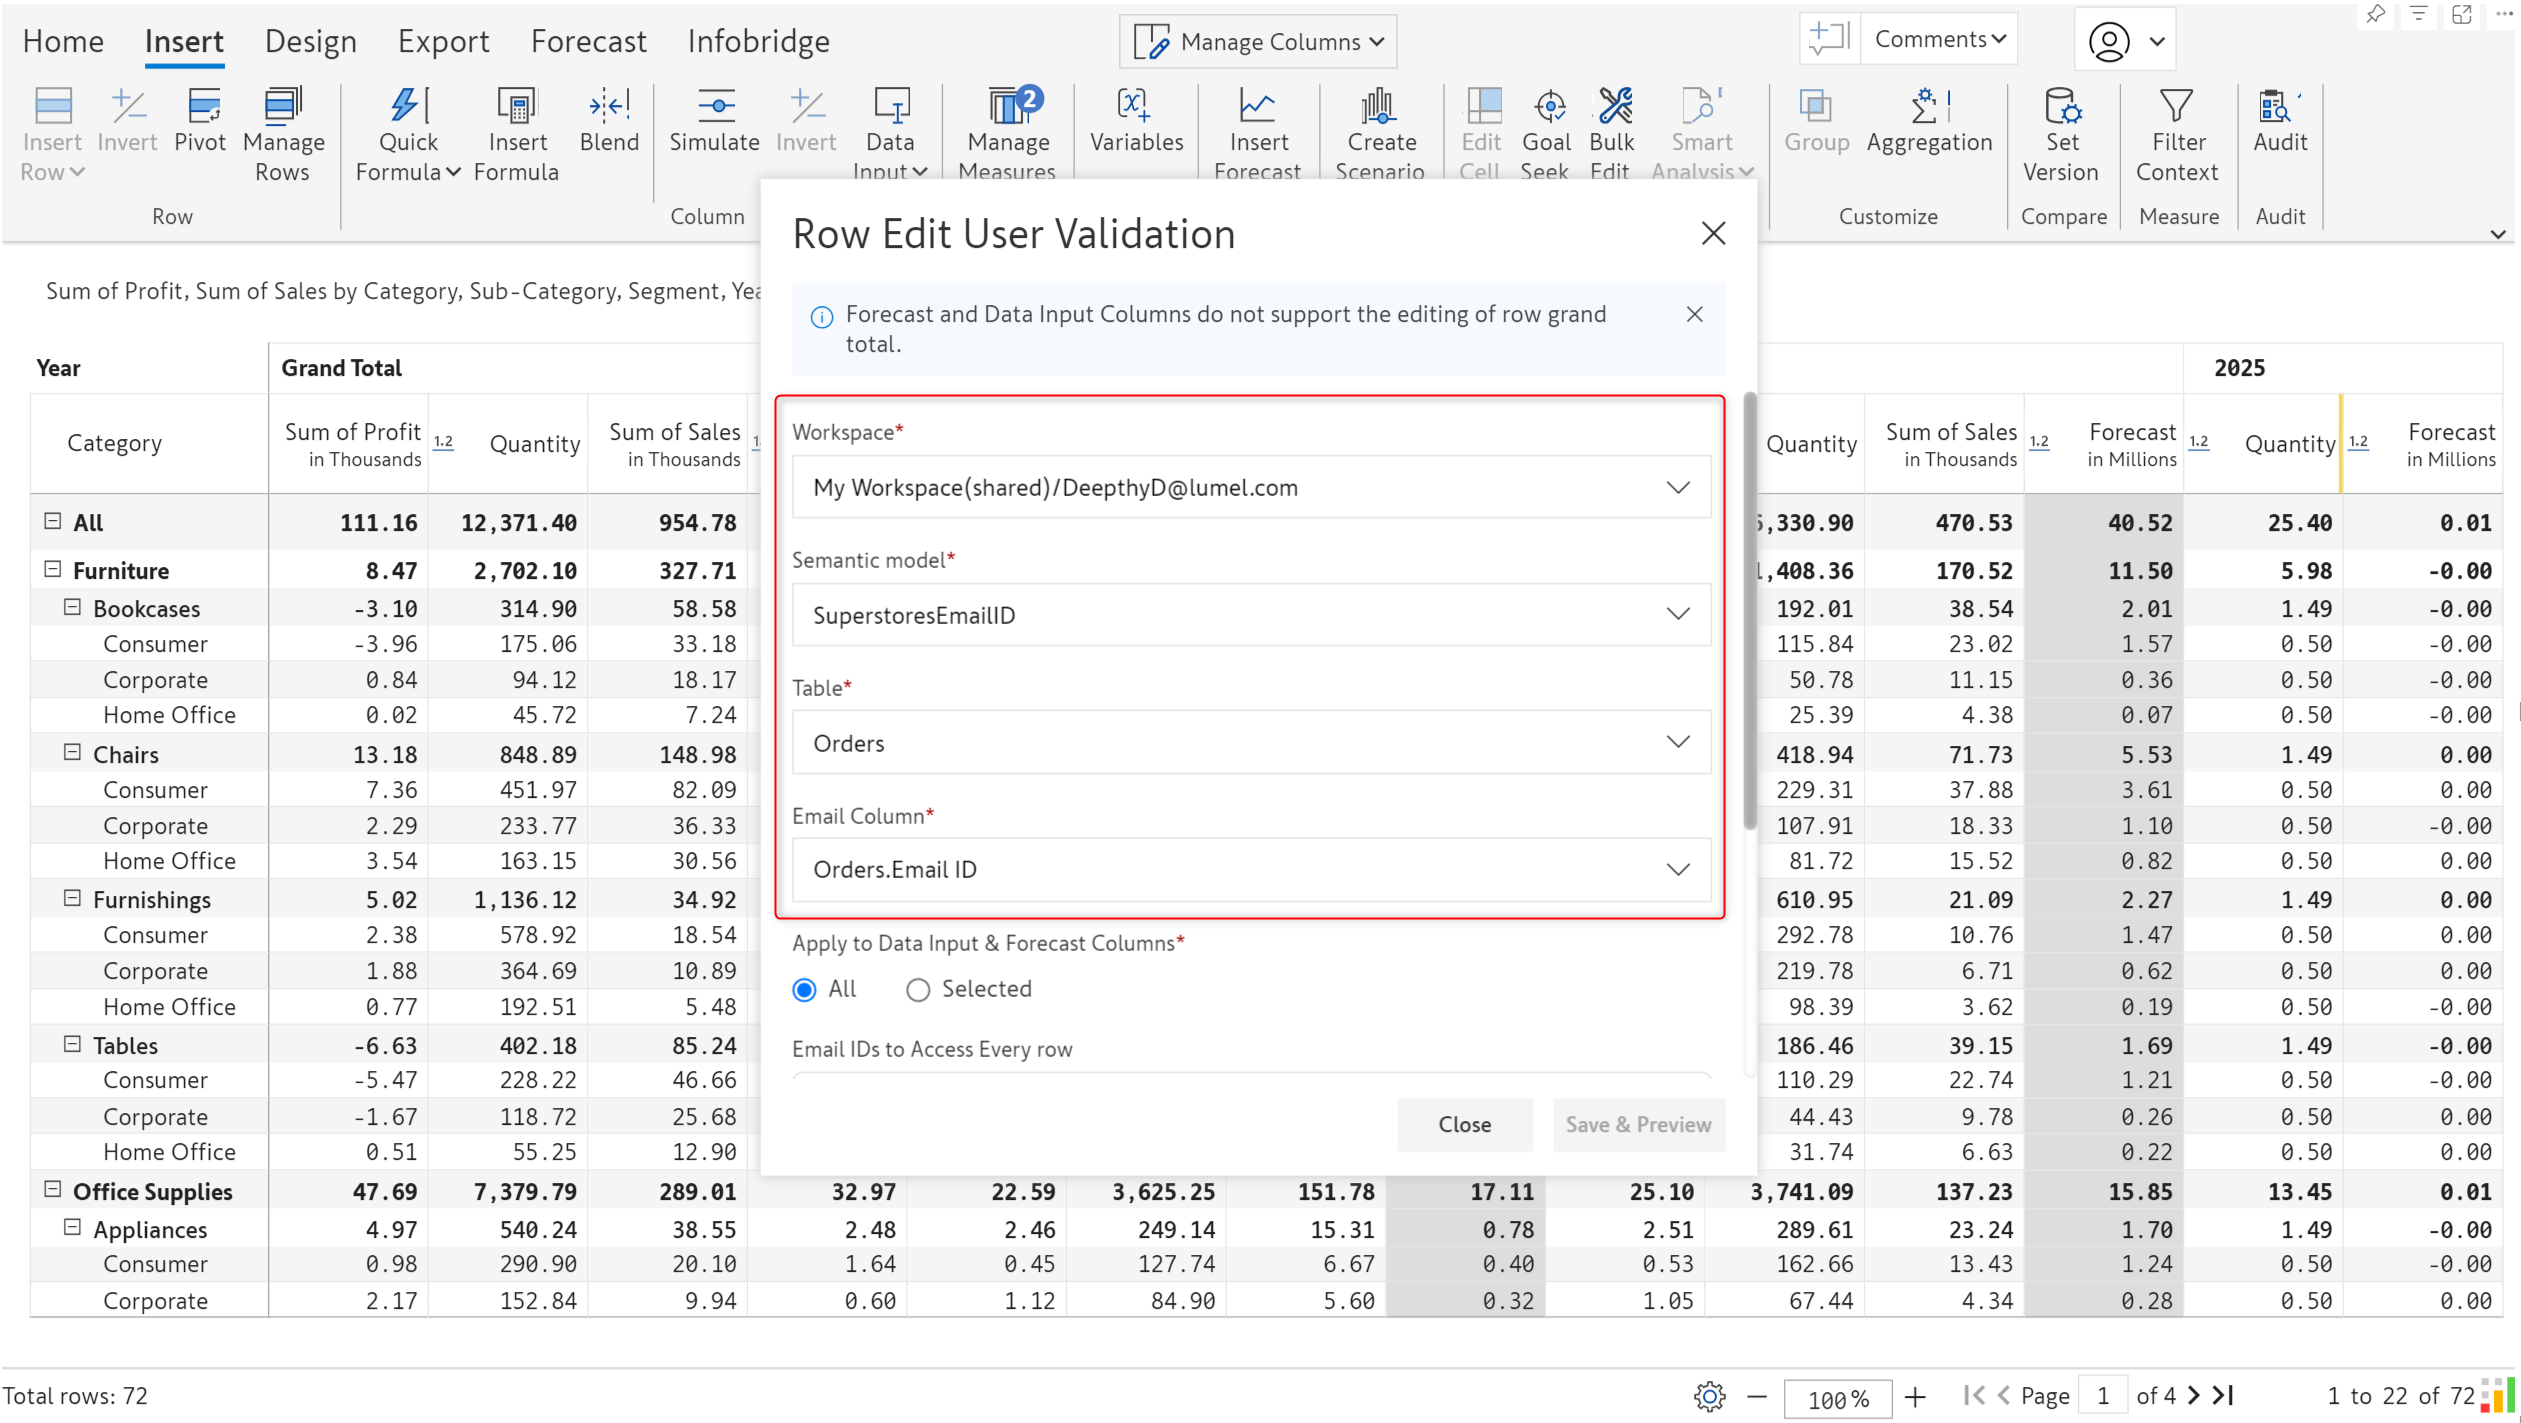 Home Insert Design Export Forecast Infobridge Manage Columns Comments
Insert Row Invert Pivot Manage Rows Quick Formula Insert Formula Blend Simulate Invert Data Input Manage Measures 2 Variables Insert Forecast Create Scenario Edit Cell Goal Seek Bulk Edit Smart Analysis Group Aggregation Set Version Filter Context Audit
Row Column Customize Compare Measure Audit
Sum of Profit, Sum of Sales by Category, Sub-Category, Segment,
Row Edit User Validation
Forecast and Data Input Columns do not support the editing of row grand
total.
Workspace*
My Workspace(shared)/DeepthyD@lumel.com
Semantic model*
SuperstoresEmailID
Table*
Orders
Email Column*
Orders.Email ID
Apply to Data Input & Forecast Columns*
All Selected
Email IDs to Access Every row
Close Save & Preview
Year Grand Total 2025
Category Sum of Profit in Thousands 1.2 Quantity Sum of Sales in Thousands Quantity Sum of Sales in Thousands 1.2 Forecast in Millions 1.2 Quantity 1.2 Forecast in Millions
All 111.16 12,371.40 954.78 ,330.90 470.53 40.52 25.40 0.01
Furniture 8.47 2,702.10 327.71 ,408.36 170.52 11.50 5.98 -0.00
Bookcases -3.10 314.90 58.58 192.01 38.54 2.01 1.49 -0.00
Consumer -3.96 175.06 33.18 115.84 23.02 1.57 0.50 -0.00
Corporate 0.84 94.12 18.17 50.78 11.15 0.36 0.50 -0.00
Home Office 0.02 45.72 7.24 25.39 4.38 0.07 0.50 -0.00
Chairs 13.18 848.89 148.98 418.94 71.73 5.53 1.49 0.00
Consumer 7.36 451.97 82.09 229.31 37.88 3.61 0.50 0.00
Corporate 2.29 233.77 36.33 107.91 18.33 1.10 0.50 -0.00
Home Office 3.54 163.15 30.56 81.72 15.52 0.82 0.50 0.00
Furnishings 5.02 1,136.12 34.92 610.95 21.09 2.27 1.49 0.00
Consumer 2.38 578.92 18.54 292.78 10.76 1.47 0.50 0.00
Corporate 1.88 364.69 10.89 219.78 6.71 0.62 0.50 0.00
Home Office 0.77 192.51 5.48 98.39 3.62 0.19 0.50 -0.00
Tables -6.63 402.18 85.24 186.46 39.15 1.69 1.49 -0.00
Consumer -5.47 228.22 46.66 110.29 22.74 1.21 0.50 -0.00
Corporate -1.67 118.72 25.68 44.43 9.78 0.26 0.50 0.00
Home Office 0.51 55.25 12.90 31.74 6.63 0.22 0.50 0.00
Office Supplies 47.69 7,379.79 289.01 32.97 22.59 3,625.25 151.78 17.11 25.10 3,741.09 137.23 15.85 13.45 0.01
Appliances 4.97 540.24 38.55 2.48 2.46 249.14 15.31 0.78 2.51 289.61 23.24 1.70 1.49 -0.00
Consumer 0.98 290.90 20.10 1.64 0.45 127.74 6.67 0.40 0.53 162.66 13.43 1.24 0.50 -0.00
Corporate 2.17 152.84 9.94 0.60 1.12 84.90 5.60 0.32 1.05 67.44 4.34 0.28 0.50 0.00
Total rows: 72 100% Page 1 of 4 1 to 22 of 72